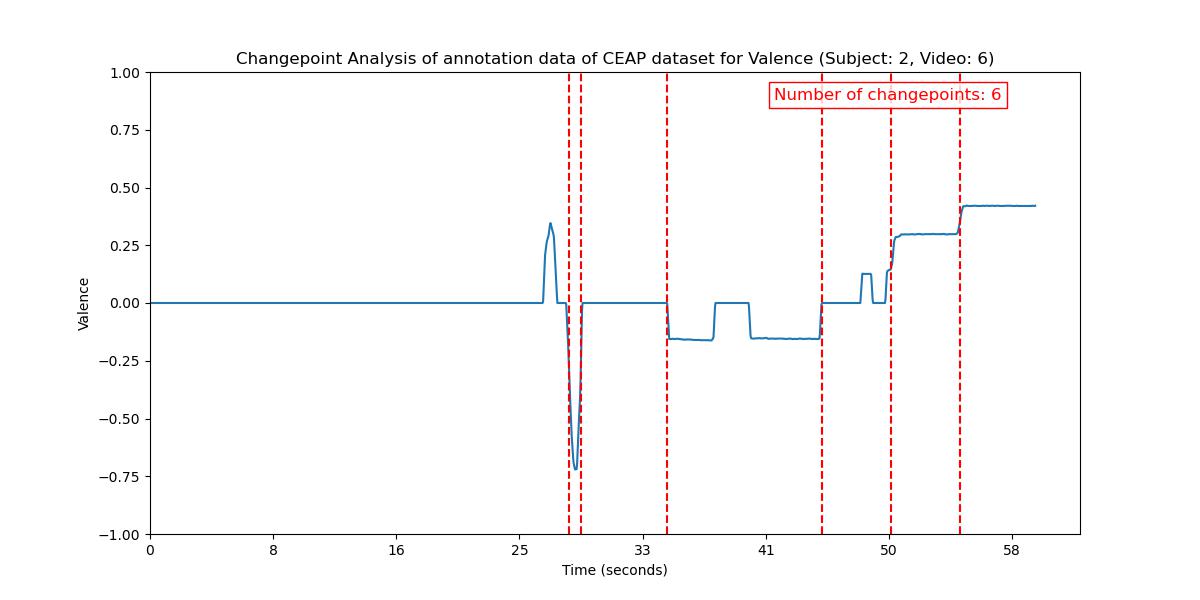 Changepoint Analysis of annotation data of CEAP dataset for Valence (Subject: 2, Video: 6)
Number of changepoints: 6
1.00
0.75
0.50
0.25
0.00
−0.25
−0.50
−0.75
−1.00
Valence
0 8 16 25 33 41 50 58
Time (seconds)